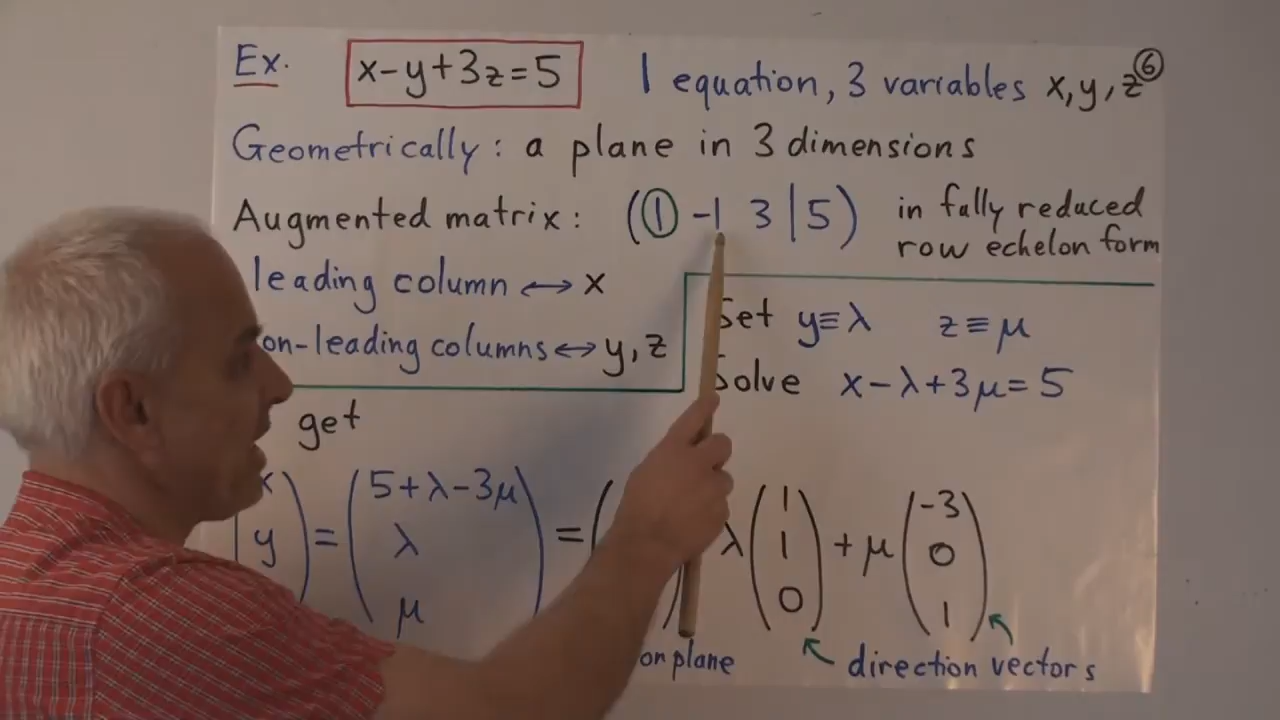 Ex. x-y+3z=5 1 equation, 3 variables x,y,z ⑥
Geometrically: a plane in 3 dimensions
Augmented matrix: (① -1 3|5) in fully reduced
row echelon form
leading column ↔ x
on-leading columns ↔ y, z
Set y≡λ z≡μ
Solve x-λ+3μ=5
get
y = (5+λ-3μ λ μ) = ( λ(1 1 0) + μ(-3 0 1)
on plane direction vectors